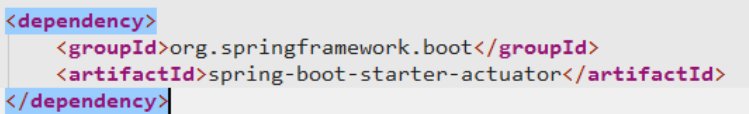 <dependency>
    <groupId>org.springframework.boot</groupId>
    <artifactId>spring-boot-starter-actuator</artifactId>
</dependency>